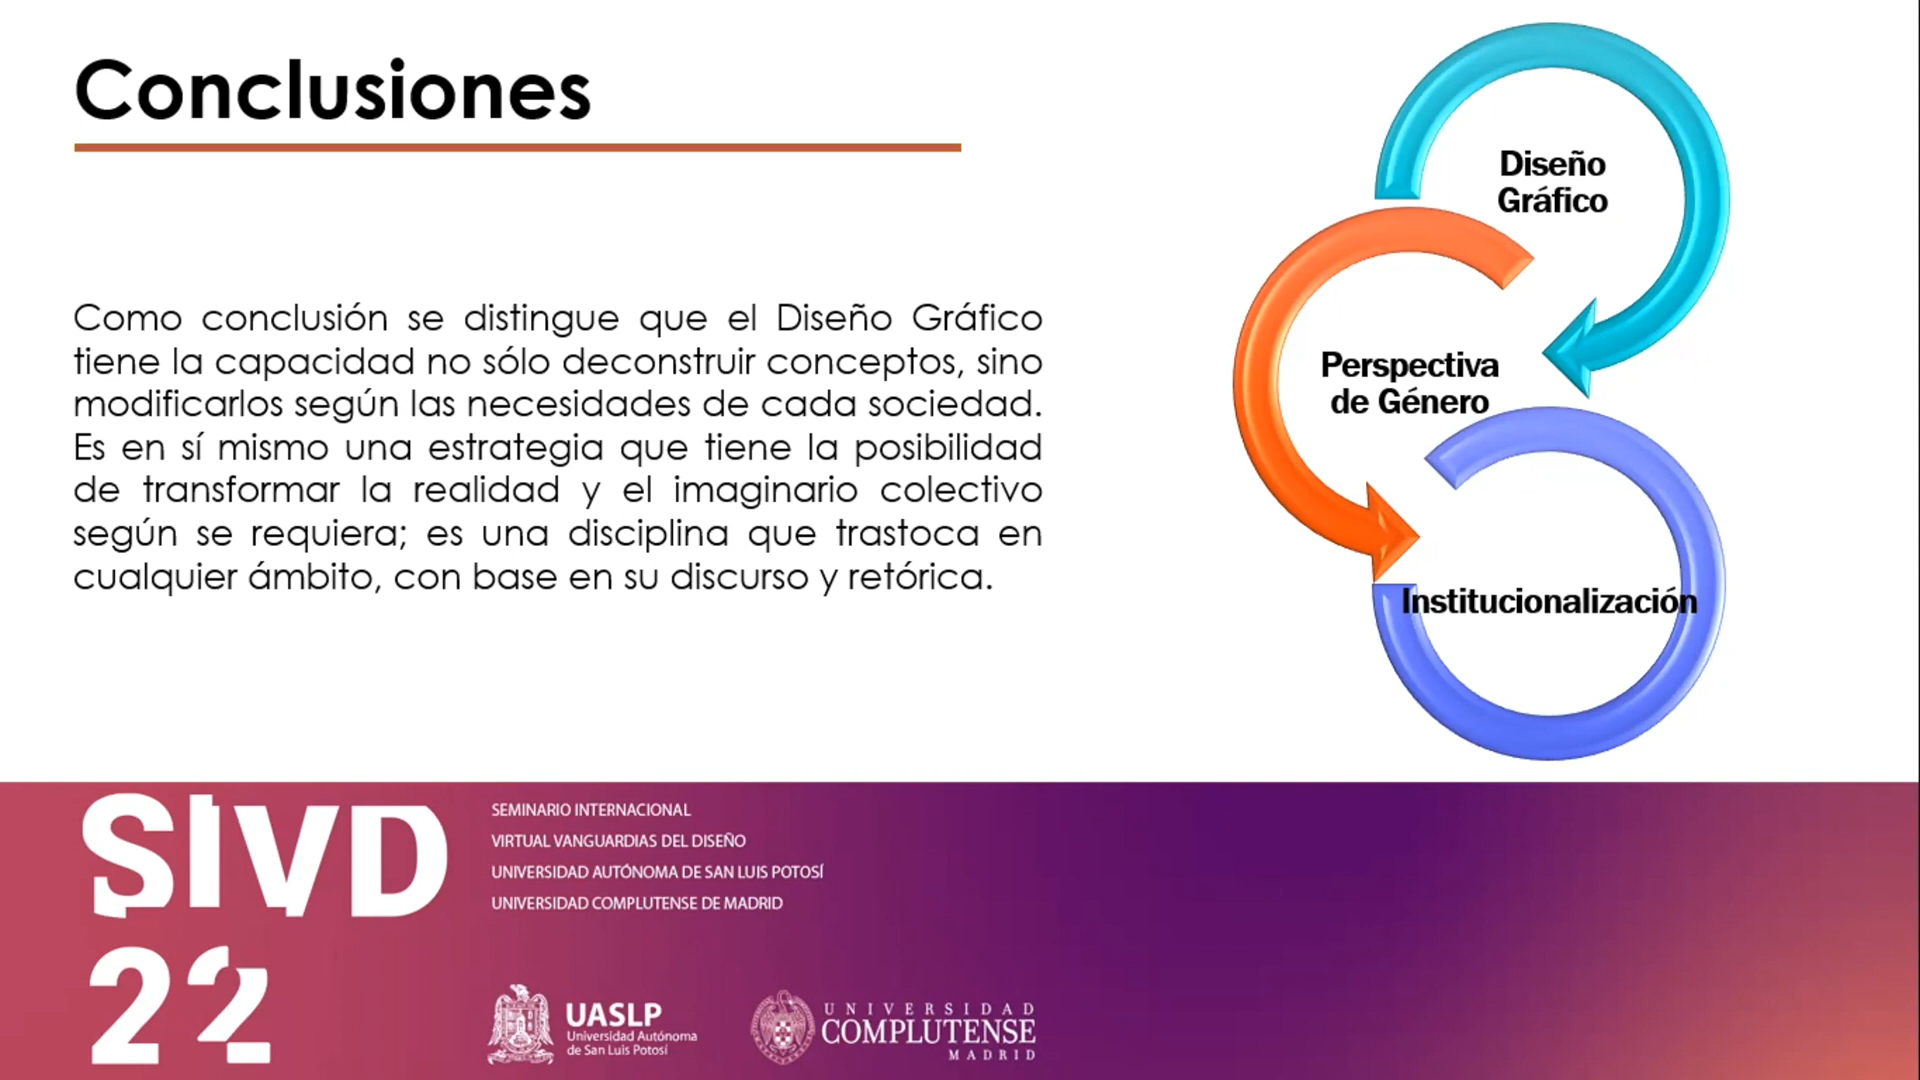 Conclusiones
Como conclusión se distingue que el Diseño Gráfico
tiene la capacidad no sólo deconstruir conceptos, sino
modificarlos según las necesidades de cada sociedad.
Es en sí mismo una estrategia que tiene la posibilidad
de transformar la realidad y el imaginario colectivo
según se requiera; es una disciplina que trastoca en
cualquier ámbito, con base en su discurso y retórica.
Diseño
Gráfico
Perspectiva
de Género
Institucionalización
SIVD
22
SEMINARIO INTERNACIONAL
VIRTUAL VANGUARDIAS DEL DISEÑO
UNIVERSIDAD AUTÓNOMA DE SAN LUIS POTOSÍ
UNIVERSIDAD COMPLUTENSE DE MADRID
UASLP
Universidad Autónoma
de San Luis Potosí
UNIVERSIDAD
COMPLUTENSE
MADRID